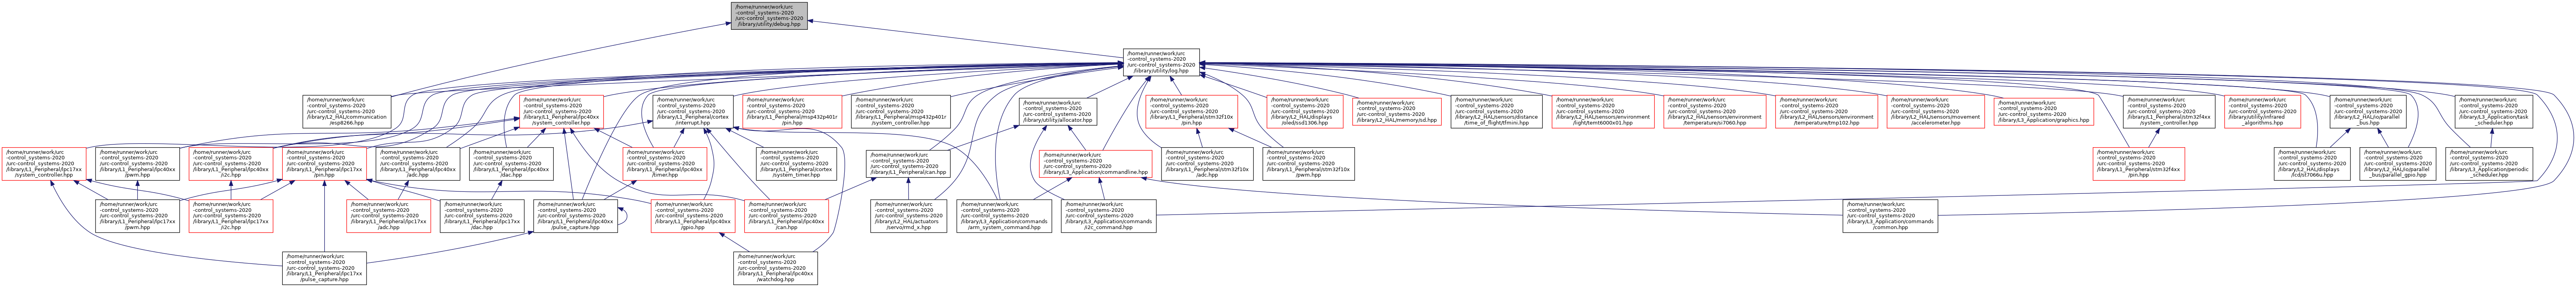 /home/runner/work/urc
-control_systems-2020
/urc-control_systems-2020
/library/utility/debug.hpp
/home/runner/work/urc
-control_systems-2020
/urc-control_systems-2020
/library/utility/log.hpp
/home/runner/work/urc
-control_systems-2020
/urc-control_systems-2020
/library/L2_HAL/communication
/esp8266.hpp
/home/runner/work/urc
-control_systems-2020
/urc-control_systems-2020
/library/L1_Peripheral/lpc40xx
/system_controller.hpp
/home/runner/work/urc
-control_systems-2020
/urc-control_systems-2020
/library/L1_Peripheral/cortex
/interrupt.hpp
/home/runner/work/urc
-control_systems-2020
/urc-control_systems-2020
/library/L1_Peripheral/msp432p401r
/pin.hpp
/home/runner/work/urc
-control_systems-2020
/urc-control_systems-2020
/library/L1_Peripheral/msp432p401r
/system_controller.hpp
/home/runner/work/urc
-control_systems-2020
/urc-control_systems-2020
/library/utility/allocator.hpp
/home/runner/work/urc
-control_systems-2020
/urc-control_systems-2020
/library/L1_Peripheral/stm32f10x
/pin.hpp
/home/runner/work/urc
-control_systems-2020
/urc-control_systems-2020
/library/L2_HAL/displays
/oled/ssd1306.hpp
/home/runner/work/urc
-control_systems-2020
/urc-control_systems-2020
/library/L2_HAL/memory/sd.hpp
/home/runner/work/urc
-control_systems-2020
/urc-control_systems-2020
/library/L2_HAL/sensors/distance
/time_of_flight/tfmini.hpp
/home/runner/work/urc
-control_systems-2020
/urc-control_systems-2020
/library/L2_HAL/sensors/environment
/light/temt6000x01.hpp
/home/runner/work/urc
-control_systems-2020
/urc-control_systems-2020
/library/L2_HAL/sensors/environment
/temperature/si7060.hpp
/home/runner/work/urc
-control_systems-2020
/urc-control_systems-2020
/library/L2_HAL/sensors/environment
/temperature/tmp102.hpp
/home/runner/work/urc
-control_systems-2020
/urc-control_systems-2020
/library/L2_HAL/sensors/movement
/accelerometer.hpp
/home/runner/work/urc
-control_systems-2020
/urc-control_systems-2020
/library/L3_Application/graphics.hpp
/home/runner/work/urc
-control_systems-2020
/urc-control_systems-2020
/library/L1_Peripheral/stm32f4xx
/system_controller.hpp
/home/runner/work/urc
-control_systems-2020
/urc-control_systems-2020
/library/utility/infrared
_algorithms.hpp
/home/runner/work/urc
-control_systems-2020
/urc-control_systems-2020
/library/L2_HAL/io/parallel
_bus.hpp
/home/runner/work/urc
-control_systems-2020
/urc-control_systems-2020
/library/L3_Application/task
_scheduler.hpp
/home/runner/work/urc
-control_systems-2020
/urc-control_systems-2020
/library/L1_Peripheral/lpc17xx
/system_controller.hpp
/home/runner/work/urc
-control_systems-2020
/urc-control_systems-2020
/library/L1_Peripheral/lpc40xx
/pwm.hpp
/home/runner/work/urc
-control_systems-2020
/urc-control_systems-2020
/library/L1_Peripheral/lpc40xx
/i2c.hpp
/home/runner/work/urc
-control_systems-2020
/urc-control_systems-2020
/library/L1_Peripheral/lpc17xx
/pin.hpp
/home/runner/work/urc
-control_systems-2020
/urc-control_systems-2020
/library/L1_Peripheral/lpc40xx
/adc.hpp
/home/runner/work/urc
-control_systems-2020
/urc-control_systems-2020
/library/L1_Peripheral/lpc40xx
/dac.hpp
/home/runner/work/urc
-control_systems-2020
/urc-control_systems-2020
/library/L1_Peripheral/lpc40xx
/timer.hpp
/home/runner/work/urc
-control_systems-2020
/urc-control_systems-2020
/library/L1_Peripheral/cortex
/system_timer.hpp
/home/runner/work/urc
-control_systems-2020
/urc-control_systems-2020
/library/L1_Peripheral/can.hpp
/home/runner/work/urc
-control_systems-2020
/urc-control_systems-2020
/library/L3_Application/commandline.hpp
/home/runner/work/urc
-control_systems-2020
/urc-control_systems-2020
/library/L1_Peripheral/stm32f10x
/adc.hpp
/home/runner/work/urc
-control_systems-2020
/urc-control_systems-2020
/library/L1_Peripheral/stm32f10x
/pwm.hpp
/home/runner/work/urc
-control_systems-2020
/urc-control_systems-2020
/library/L1_Peripheral/stm32f4xx
/pin.hpp
/home/runner/work/urc
-control_systems-2020
/urc-control_systems-2020
/library/L2_HAL/displays
/lcd/st7066u.hpp
/home/runner/work/urc
-control_systems-2020
/urc-control_systems-2020
/library/L2_HAL/io/parallel
_bus/parallel_gpio.hpp
/home/runner/work/urc
-control_systems-2020
/urc-control_systems-2020
/library/L3_Application/periodic
_scheduler.hpp
/home/runner/work/urc
-control_systems-2020
/urc-control_systems-2020
/library/L1_Peripheral/lpc17xx
/pwm.hpp
/home/runner/work/urc
-control_systems-2020
/urc-control_systems-2020
/library/L1_Peripheral/lpc17xx
/i2c.hpp
/home/runner/work/urc
-control_systems-2020
/urc-control_systems-2020
/library/L1_Peripheral/lpc17xx
/adc.hpp
/home/runner/work/urc
-control_systems-2020
/urc-control_systems-2020
/library/L1_Peripheral/lpc17xx
/dac.hpp
/home/runner/work/urc
-control_systems-2020
/urc-control_systems-2020
/library/L1_Peripheral/lpc40xx
/pulse_capture.hpp
/home/runner/work/urc
-control_systems-2020
/urc-control_systems-2020
/library/L1_Peripheral/lpc40xx
/gpio.hpp
/home/runner/work/urc
-control_systems-2020
/urc-control_systems-2020
/library/L1_Peripheral/lpc40xx
/can.hpp
/home/runner/work/urc
-control_systems-2020
/urc-control_systems-2020
/library/L2_HAL/actuators
/servo/rmd_x.hpp
/home/runner/work/urc
-control_systems-2020
/urc-control_systems-2020
/library/L3_Application/commands
/arm_system_command.hpp
/home/runner/work/urc
-control_systems-2020
/urc-control_systems-2020
/library/L3_Application/commands
/i2c_command.hpp
/home/runner/work/urc
-control_systems-2020
/urc-control_systems-2020
/library/L3_Application/commands
/common.hpp
/home/runner/work/urc
-control_systems-2020
/urc-control_systems-2020
/library/L1_Peripheral/lpc17xx
/pulse_capture.hpp
/home/runner/work/urc
-control_systems-2020
/urc-control_systems-2020
/library/L1_Peripheral/lpc40xx
/watchdog.hpp